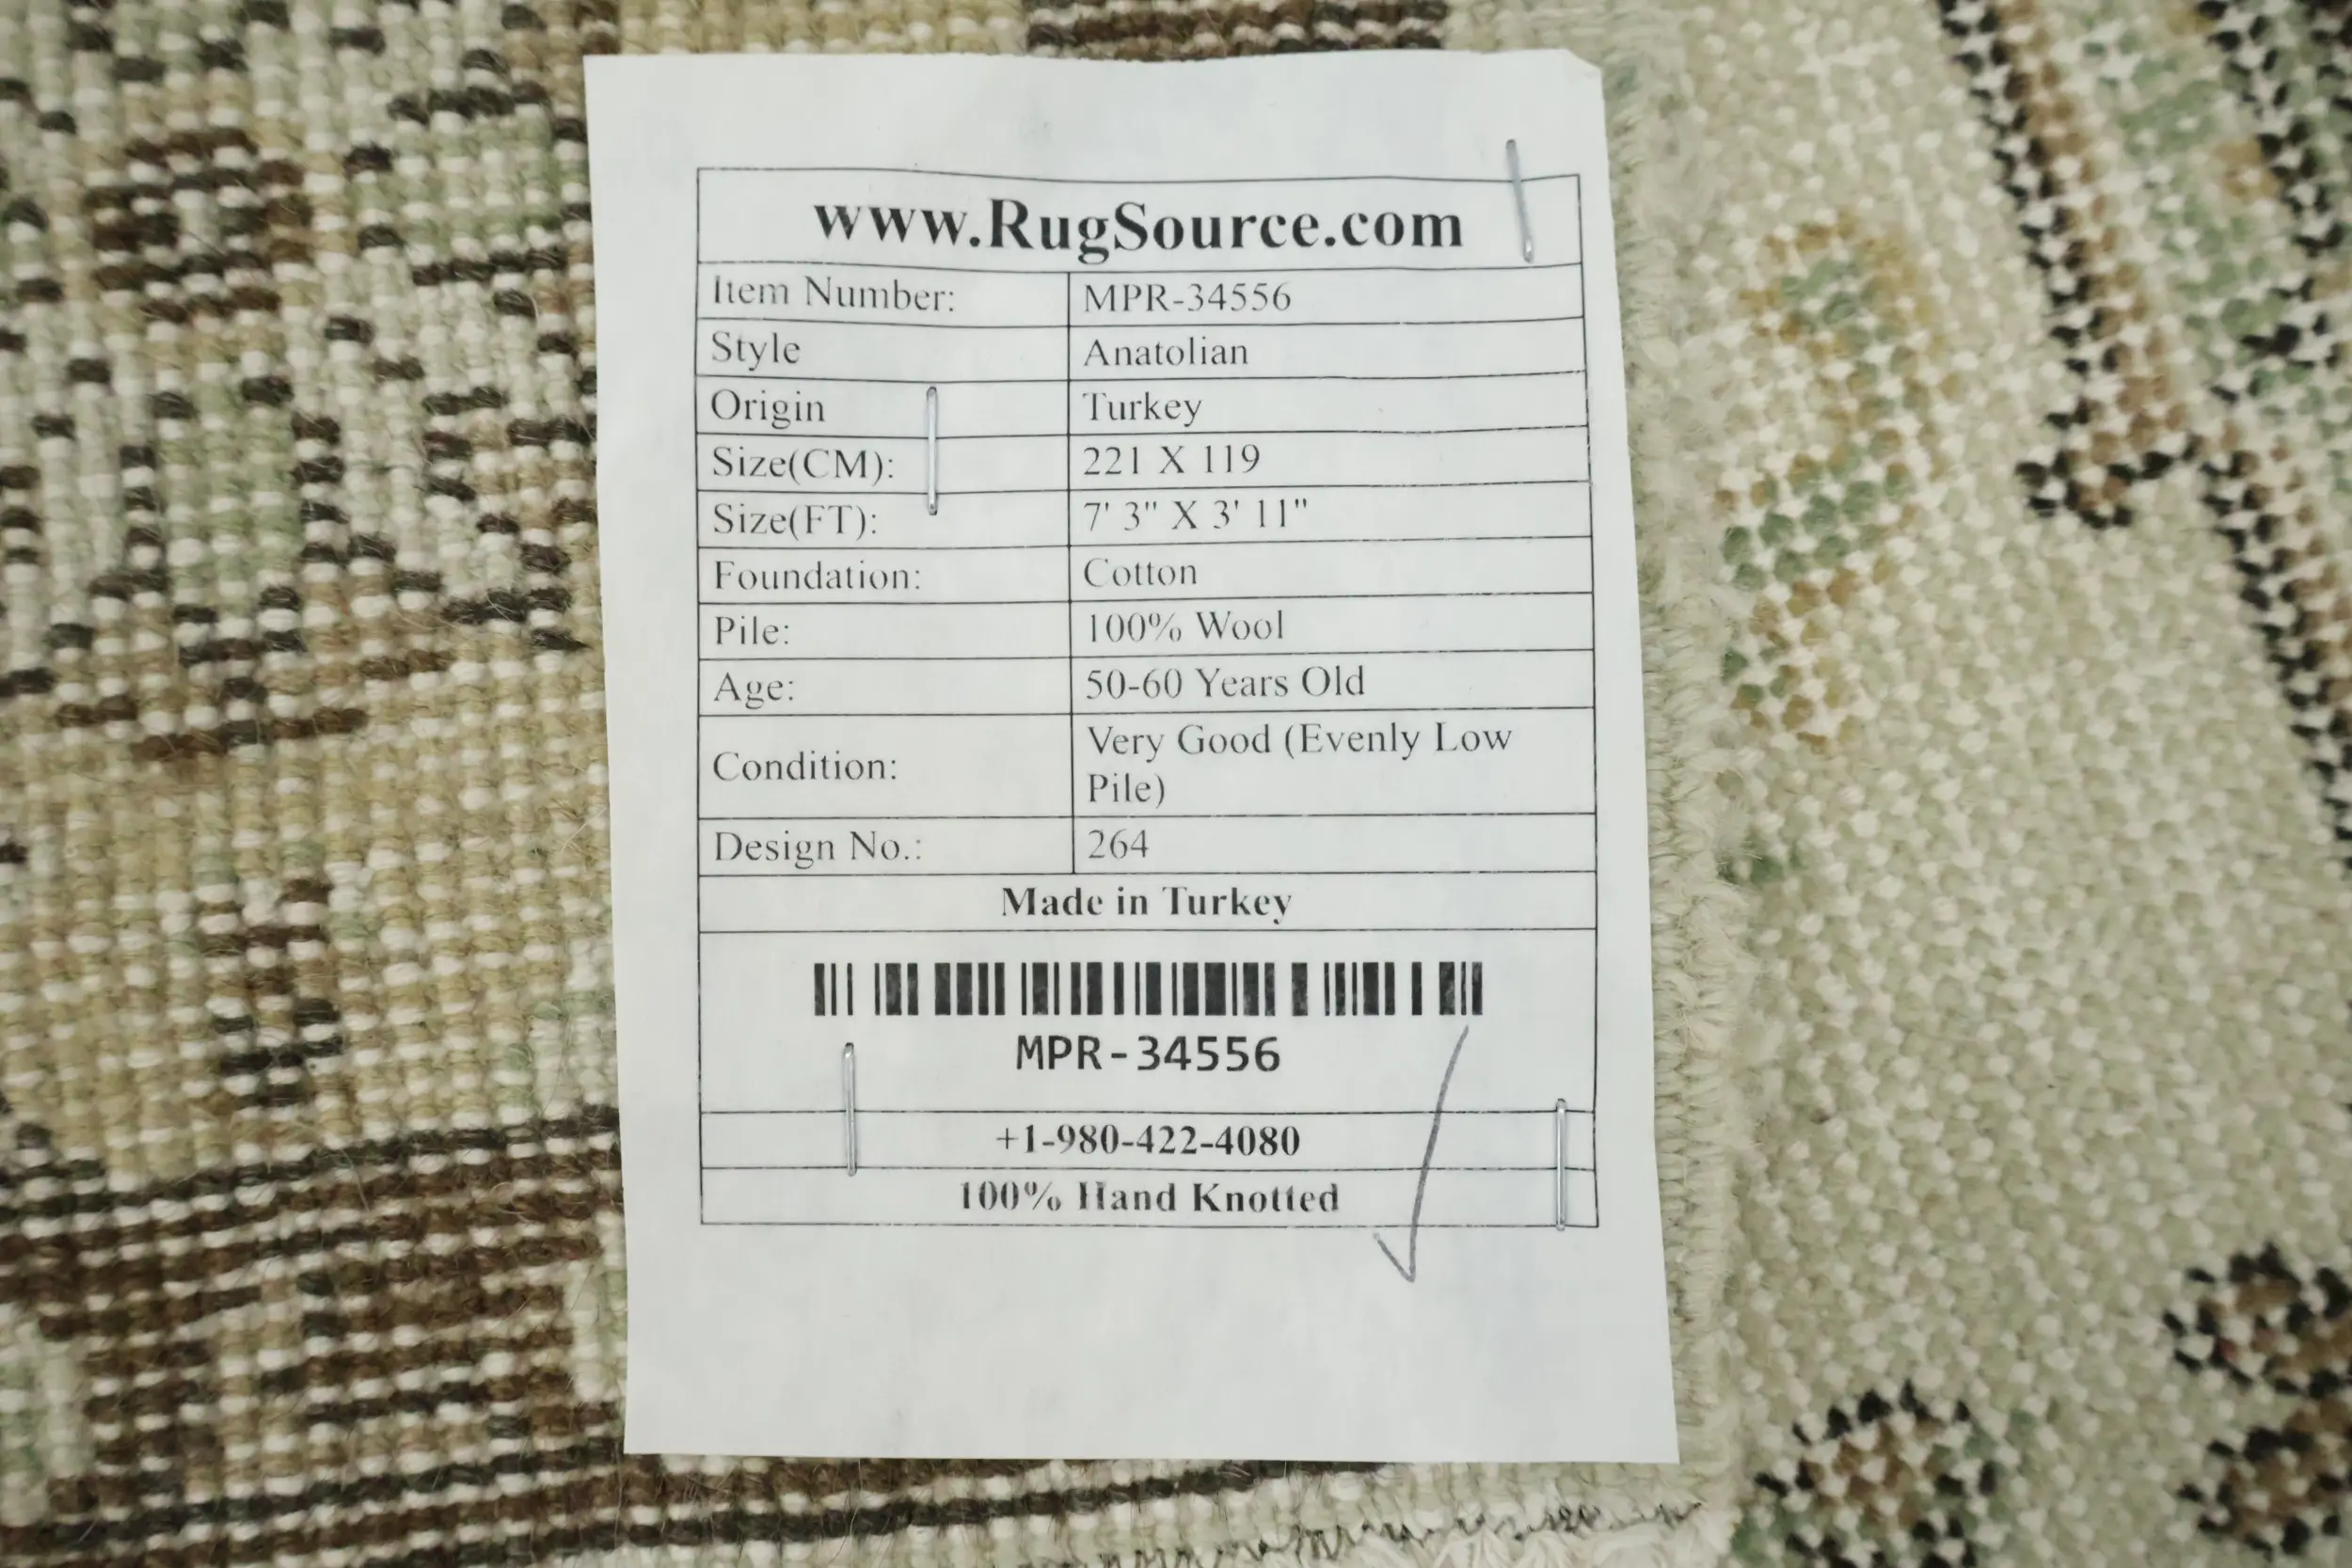 www.RugSource.com
Item Number: MPR-34556
Style Anatolian
Origin Turkey
Size(CM): 221 X 119
Size(FT): 7' 3" X 3' 11"
Foundation: Cotton
Pile: 100% Wool
Age: 50-60 Years Old
Condition: Very Good (Evenly Low
Pile)
Design No.: 264
Made in Turkey
MPR-34556
+1-980-422-4080
100% Hand Knotted